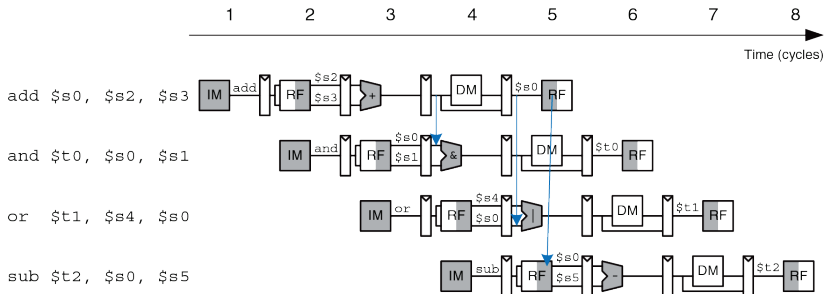 1 2 3 4 5 6 7 8
Time (cycles)
add $s0, $s2, $s3 IM add RF $s2 $s3 + DM $s0 RF
and $t0, $s0, $s1 IM and RF $s0 $s1 & DM $t0 RF
or $t1, $s4, $s0 IM or RF $s4 $s0 | DM $t1 RF
sub $t2, $s0, $s5 IM sub RF $s0 $s5 - DM $t2 RF